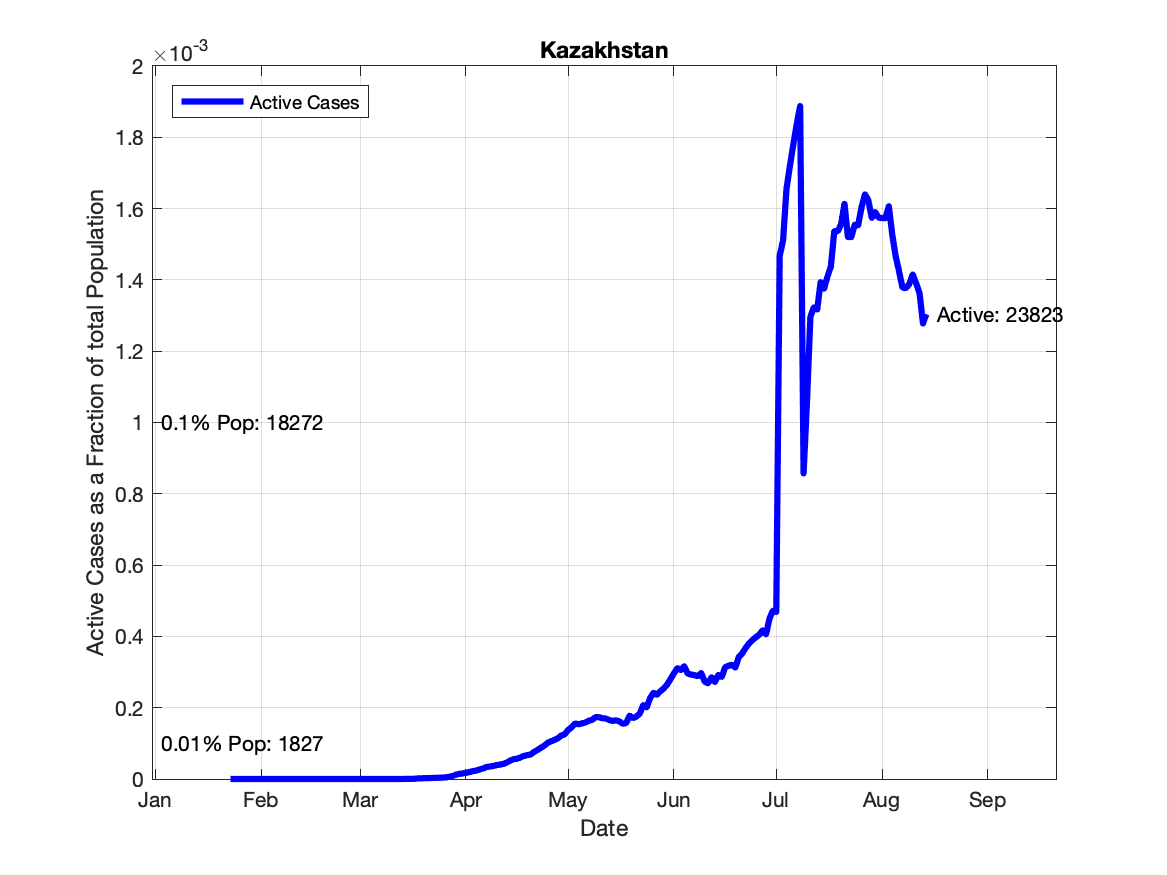 Kazakhstan
×10-3
2
1.8
1.6
1.4
1.2
1
0.8
0.6
0.4
0.2
0
Active Cases
0.1% Pop: 18272
0.01% Pop: 1827
Active: 23823
Active Cases as a Fraction of total Population
Jan Feb Mar Apr May Jun Jul Aug Sep
Date